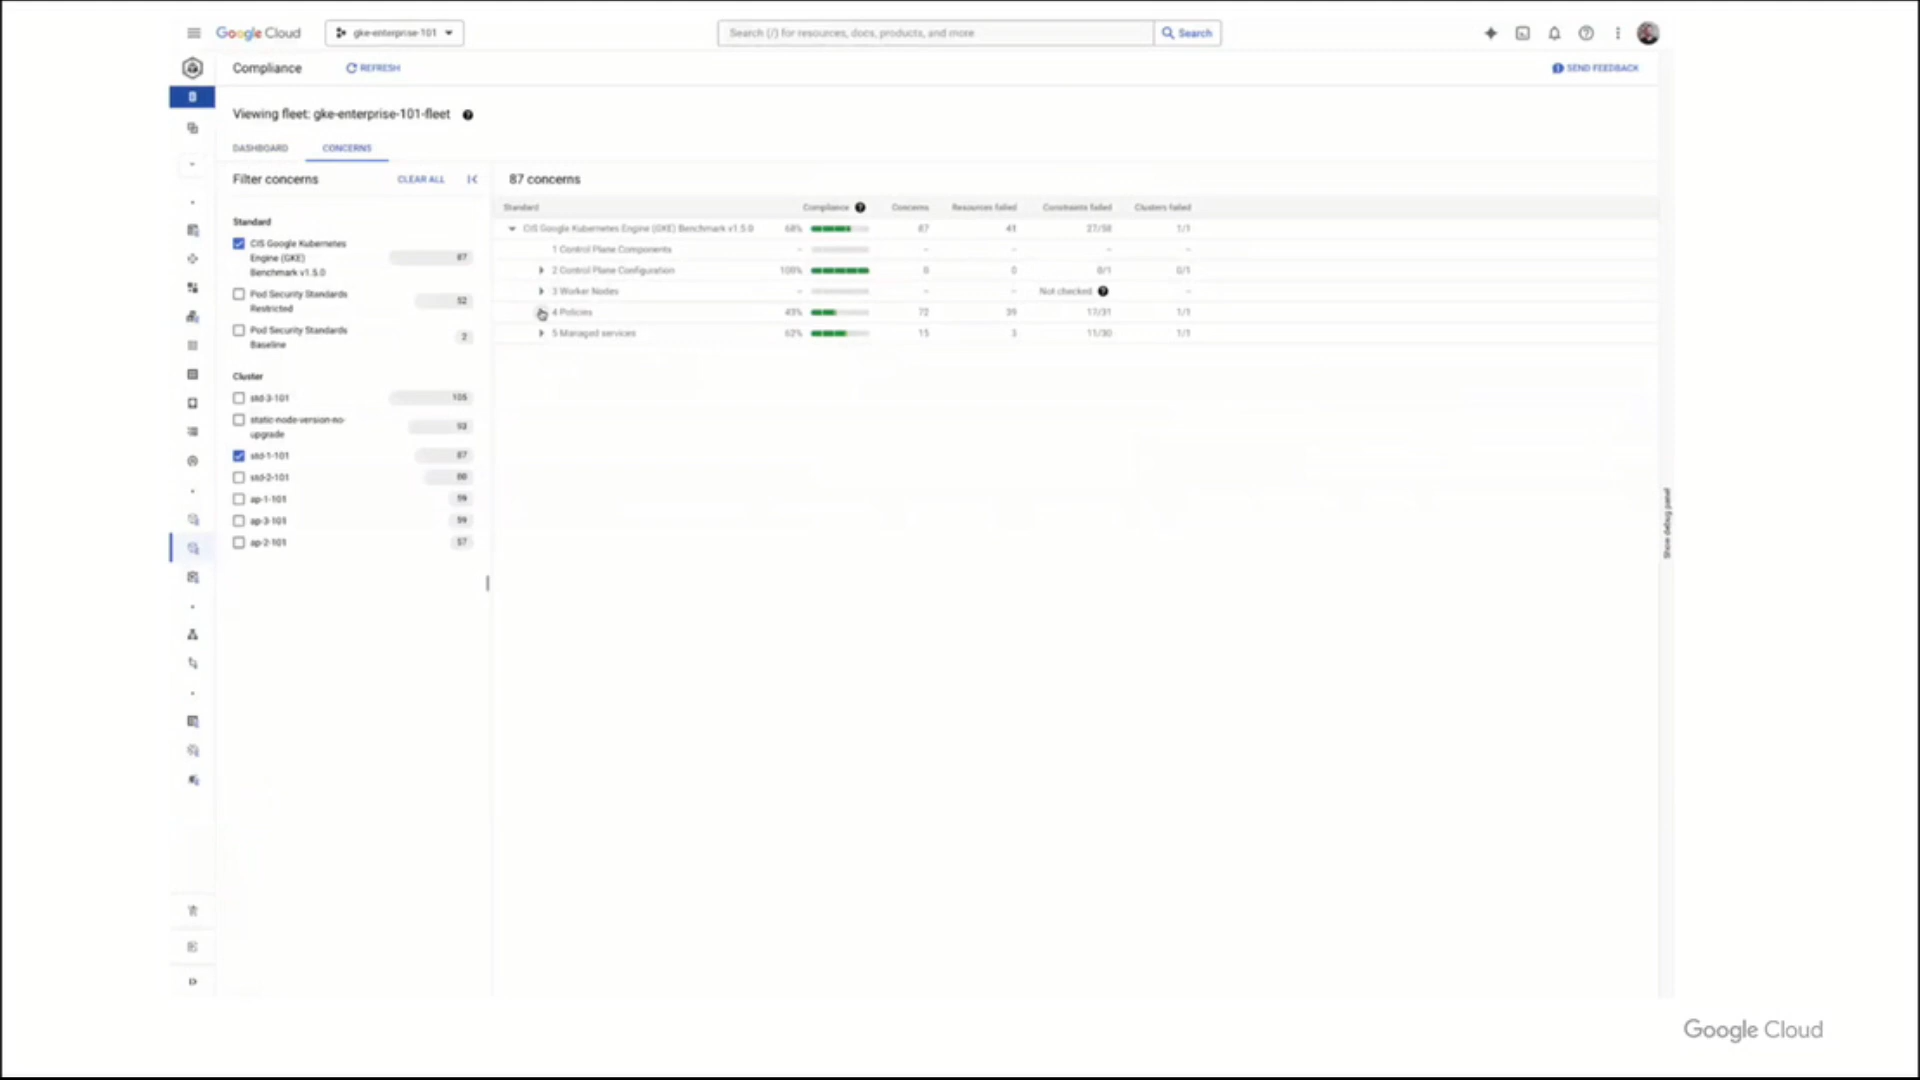 Google Cloud
gke-enterprise-101
Search (/) for resources, docs, products, and more
Search
Compliance
REFRESH
SEND FEEDBACK
Viewing fleet: gke-enterprise-101-fleet
DASHBOARD
CONCERNS
Filter concerns
CLEAR ALL
87 concerns
Standard
CIS Google Kubernetes
Engine (GKE)
Benchmark v1.5.0
87
Pod Security Standards
Restricted
52
Pod Security Standards
Baseline
2
Cluster
std-3-101
105
static-node-version-no-
upgrade
93
std-1-101
87
std-2-101
ap-1-101
59
ap-3-101
59
ap-2-101
57
Standard Compliance Concerns Resources failed Constraints failed Clusters failed
CIS Google Kubernetes Engine (GKE) Benchmark v1.5.0 68% 87 41 27/58 1/1
1 Control Plane Components - - - - -
2 Control Plane Configuration 100% 0 0 0/1 0/1
3 Worker Nodes - - - Not checked -
4 Policies 43% 72 39 17/31 1/1
5 Managed services 62% 15 3 11/30 1/1
Show debug panel
Google Cloud